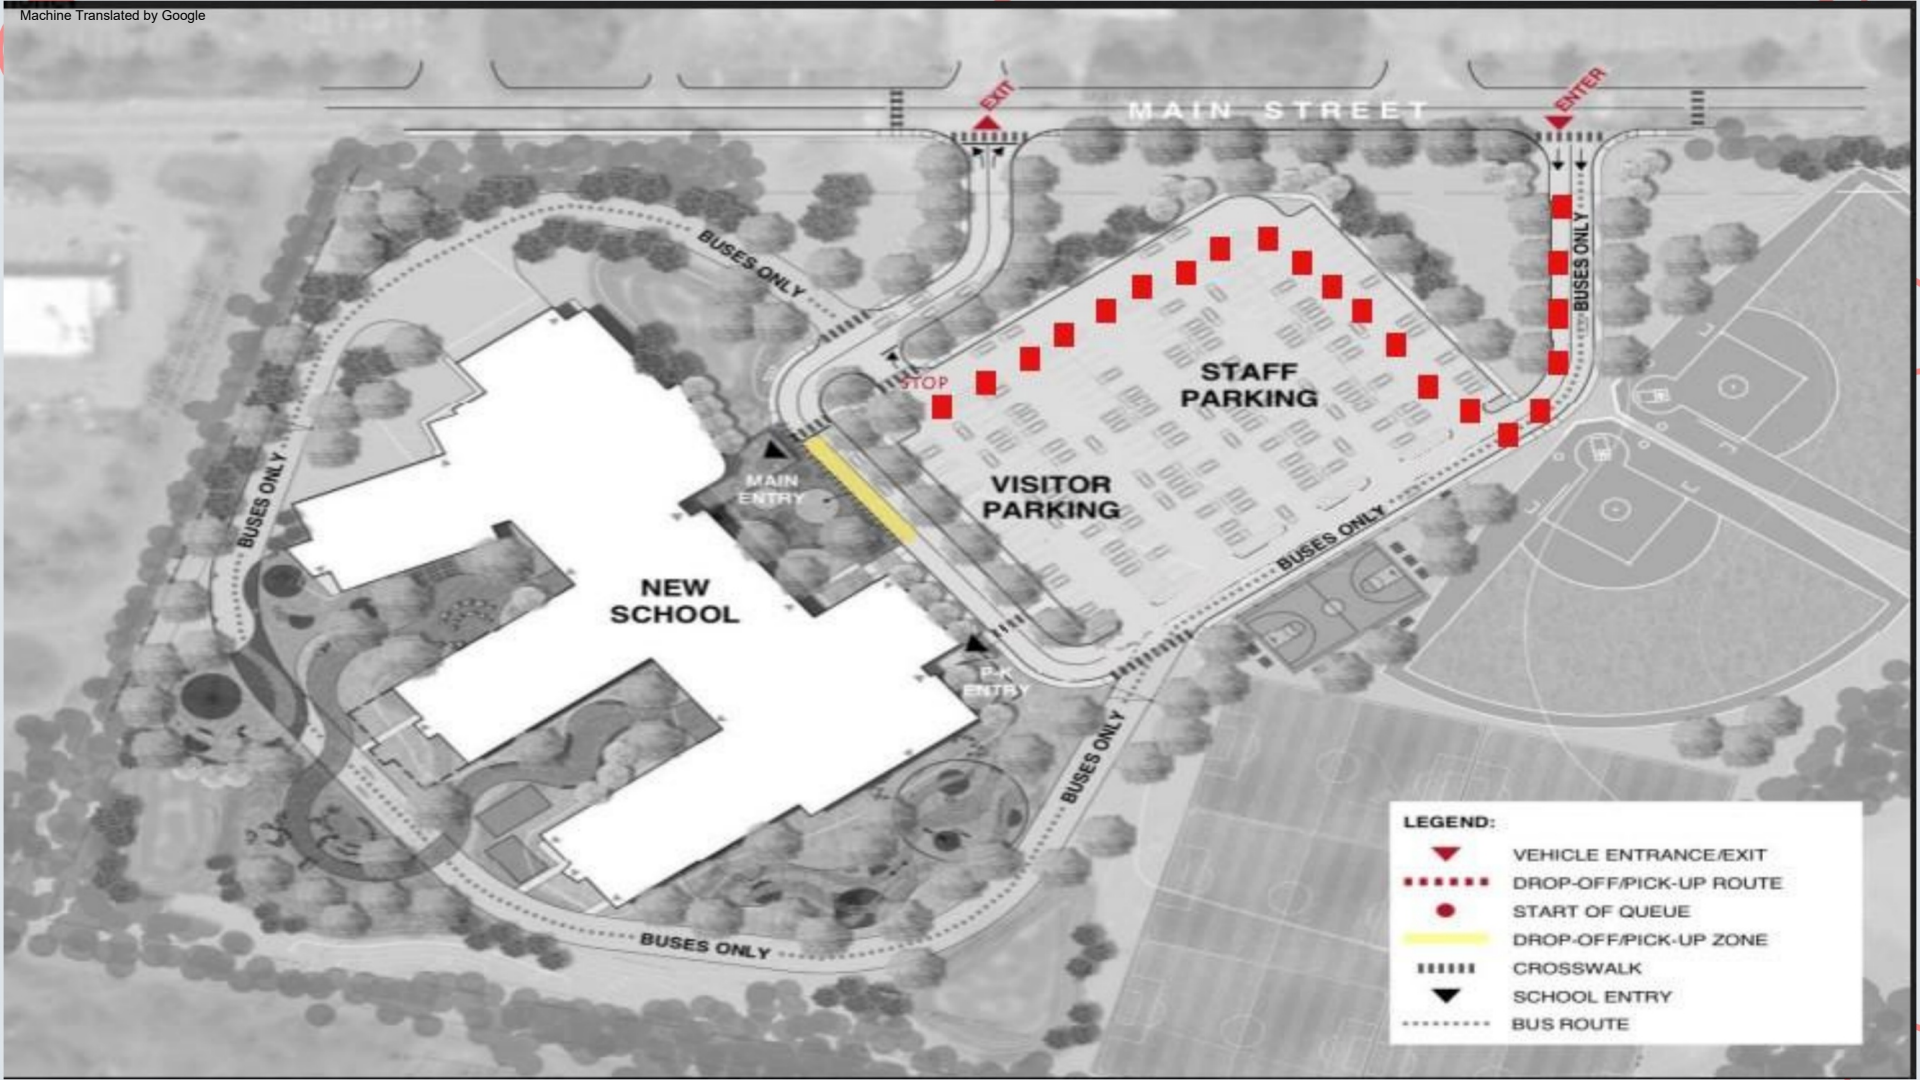 Machine Translated by Google
EXIT
ENTER
MAIN STREET
BUSES ONLY
BUSES ONLY
STOP
STAFF
PARKING
MAIN
ENTRY
VISITOR
PARKING
BUSES ONLY
BUSES ONLY
NEW
SCHOOL
P-K
ENTRY
BUSES ONLY
BUSES ONLY
LEGEND:
VEHICLE ENTRANCE/EXIT
DROP-OFF/PICK-UP ROUTE
START OF QUEUE
DROP-OFF/PICK-UP ZONE
CROSSWALK
SCHOOL ENTRY
BUS ROUTE